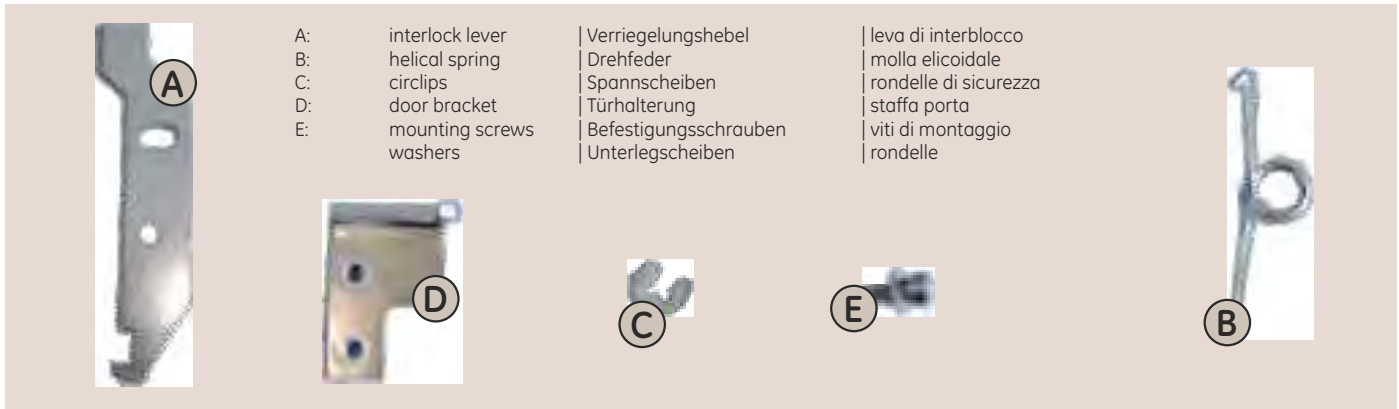 A: interlock lever | Verriegelungshebel | leva di interblocco
B: helical spring | Drehfeder | molla elicoidale
C: circlips | Spannscheiben | rondelle di sicurezza
D: door bracket | Türhalterung | staffa porta
E: mounting screws | Befestigungsschrauben | viti di montaggio
washers | Unterlegscheiben | rondelle
A
D
C
E
B